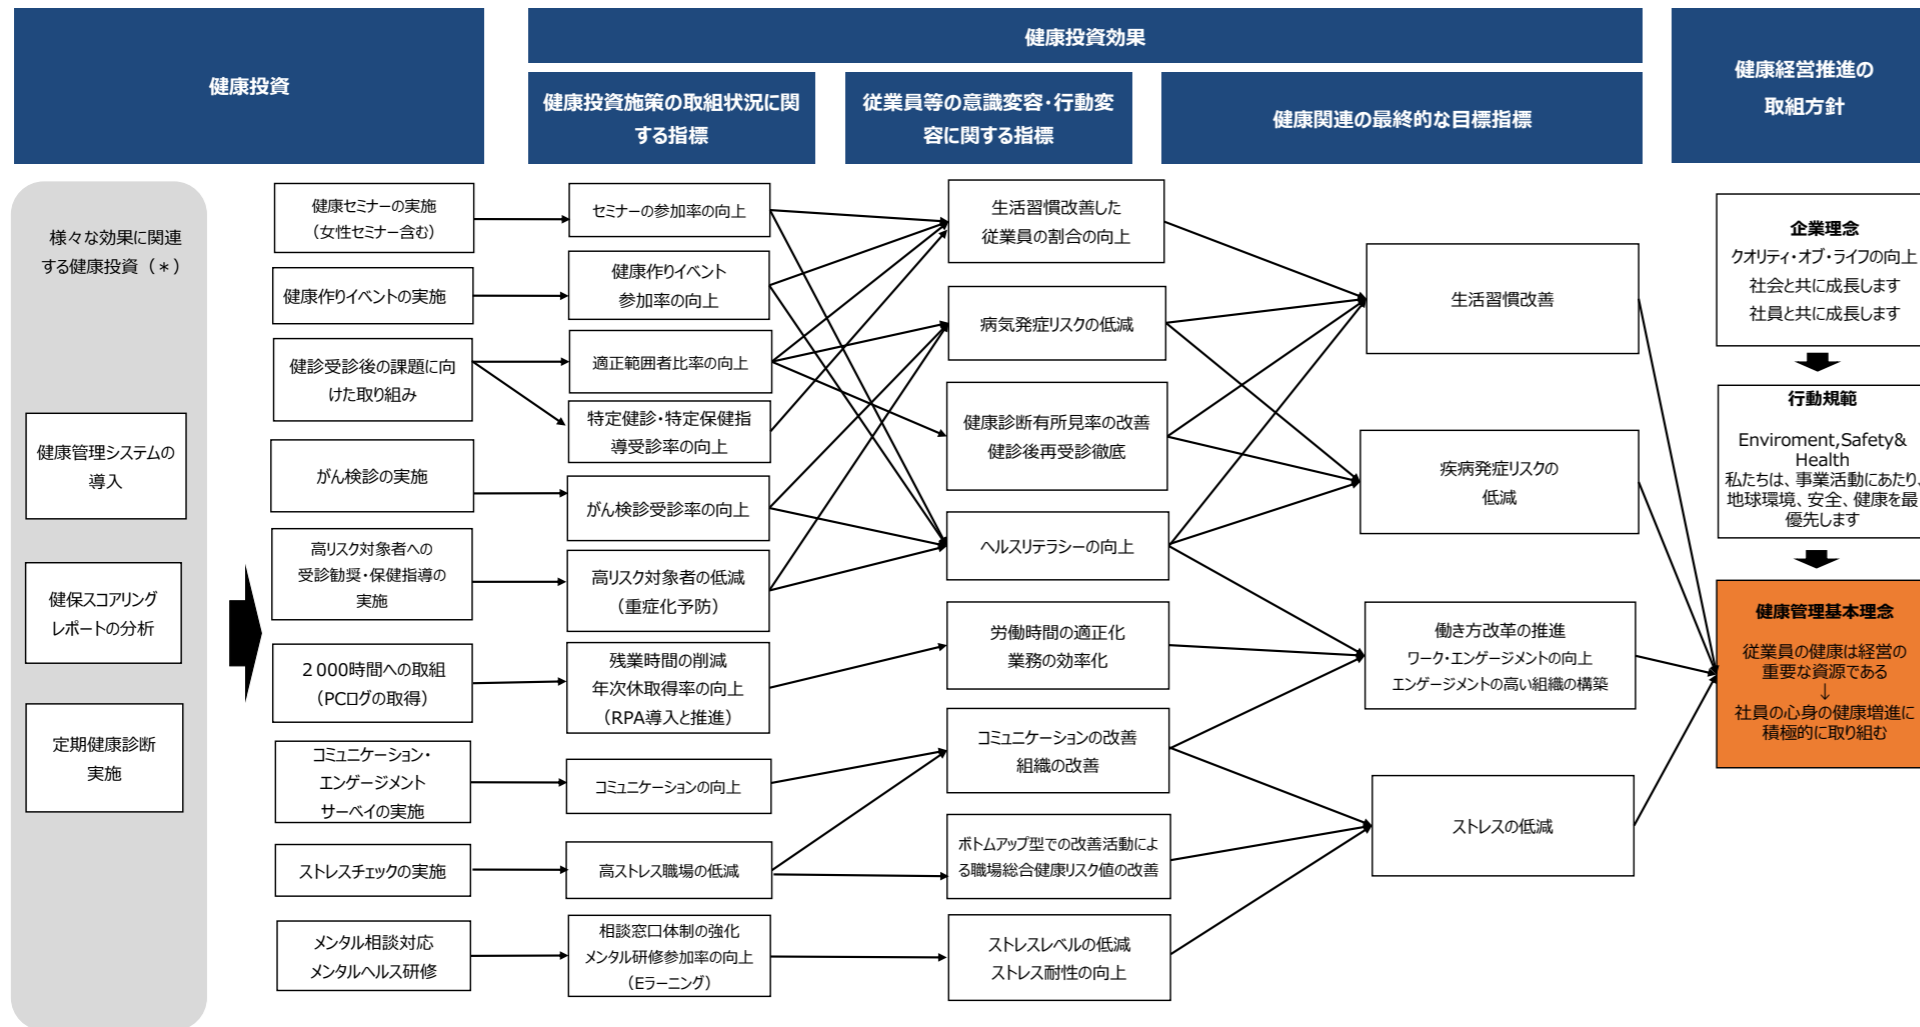 健康投資
健康投資効果
健康経営推進の
取組方針
健康投資施策の取組状況に関
する指標
従業員等の意識変容・行動変
容に関する指標
健康関連の最終的な目標指標
様々な効果に関連
する健康投資（＊）
健康管理システムの
導入
健保スコアリング
レポートの分析
定期健康診断
実施
健康セミナーの実施
（女性セミナー含む）
健康作りイベントの実施
健診受診後の課題に向
けた取り組み
がん検診の実施
高リスク対象者への
受診勧奨・保健指導の
実施
２000時間への取組
（PCログの取得）
コミュニケーション・
エンゲージメント
サーベイの実施
ストレスチェックの実施
メンタル相談対応
メンタルヘルス研修
セミナーの参加率の向上
健康作りイベント
参加率の向上
適正範囲者比率の向上
特定健診・特定保健指
導受診率の向上
がん検診受診率の向上
高リスク対象者の低減
（重症化予防）
残業時間の削減
年次休取得率の向上
（RPA導入と推進）
コミュニケーションの向上
高ストレス職場の低減
相談窓口体制の強化
メンタル研修参加率の向上
（Eラーニング）
生活習慣改善した
従業員の割合の向上
病気発症リスクの低減
健康診断有所見率の改善
健診後再受診徹底
ヘルスリテラシーの向上
労働時間の適正化
業務の効率化
コミュニケーションの改善
組織の改善
ボトムアップ型での改善活動によ
る職場総合健康リスク値の改善
ストレスレベルの低減
ストレス耐性の向上
生活習慣改善
疾病発症リスクの
低減
働き方改革の推進
ワーク・エンゲージメントの向上
エンゲージメントの高い組織の構築
ストレスの低減
企業理念
クオリティ・オブ・ライフの向上
社会と共に成長します
社員と共に成長します
行動規範
Enviroment,Safety&
Health
私たちは、事業活動にあたり、
地球環境、安全、健康を最
優先します
健康管理基本理念
従業員の健康は経営の
重要な資源である
↓
社員の心身の健康増進に
積極的に取り組む